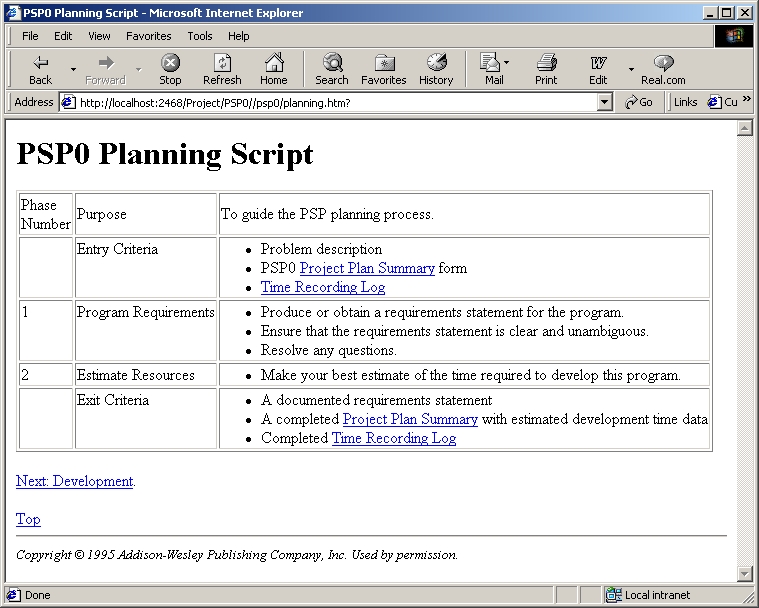 PSP0 Planning Script - Microsoft Internet Explorer
File Edit View Favorites Tools Help
Back Forward Stop Refresh Home Search Favorites History Mail Print Edit Real.com
Address http://localhost:2468/Project/PSP0//psp0/planning.htm? Go Links Cu »
PSP0 Planning Script
Phase
Number
Purpose
To guide the PSP planning process.
Entry Criteria
• Problem description
• PSP0 Project Plan Summary form
• Time Recording Log
1
Program Requirements
• Produce or obtain a requirements statement for the program.
• Ensure that the requirements statement is clear and unambiguous.
• Resolve any questions.
2
Estimate Resources
• Make your best estimate of the time required to develop this program.
Exit Criteria
• A documented requirements statement
• A completed Project Plan Summary with estimated development time data
• Completed Time Recording Log
Next: Development.
Top
Copyright © 1995 Addison-Wesley Publishing Company, Inc. Used by permission.
Done Local intranet